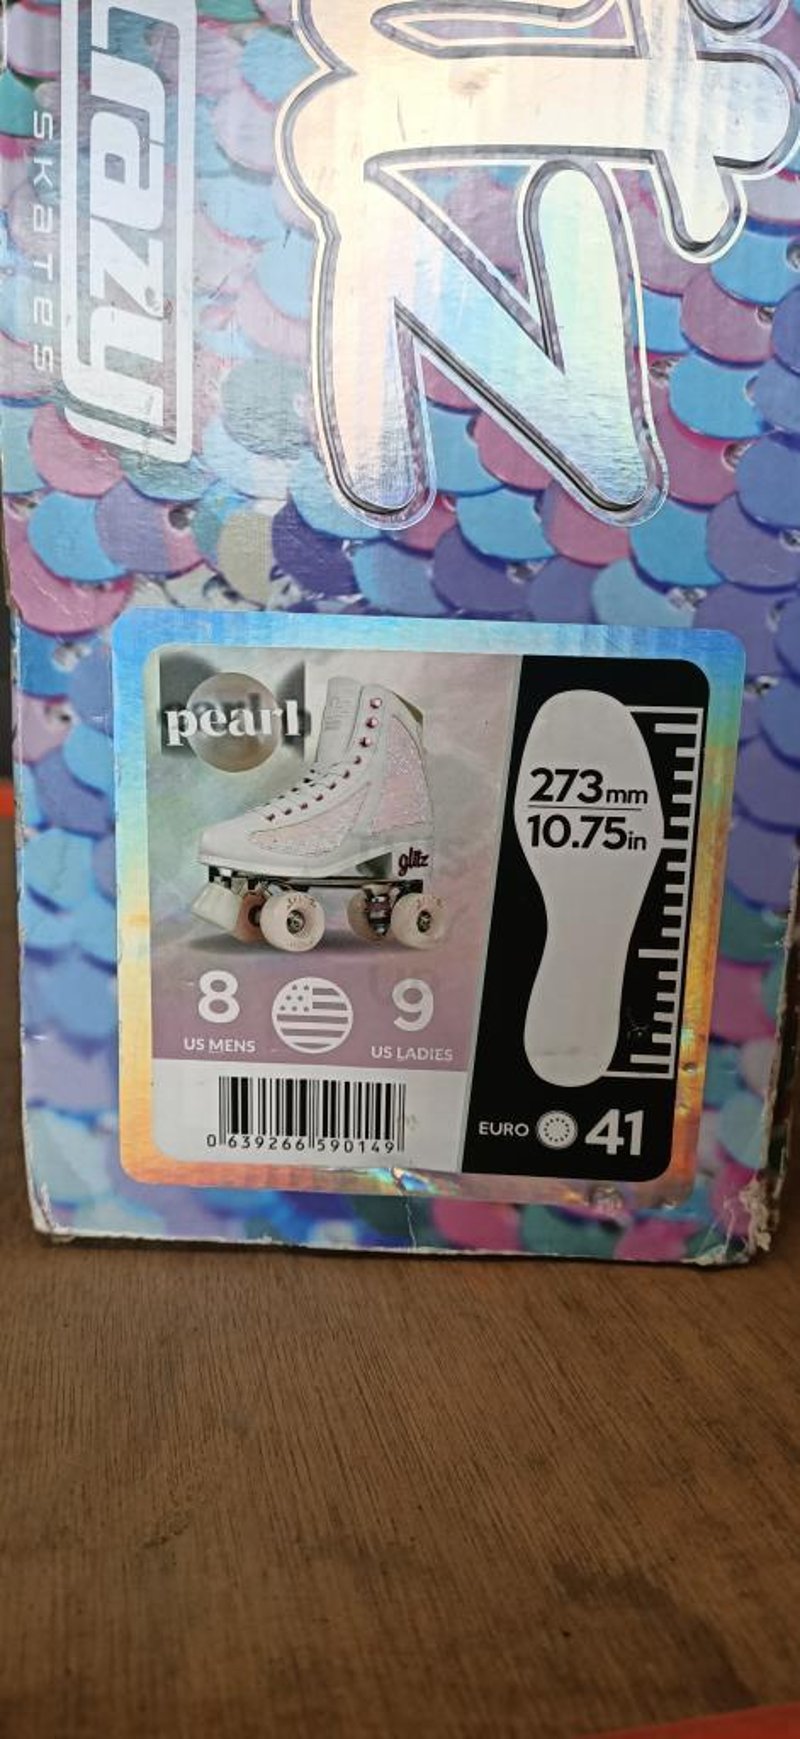 crazy
SKATES
pearl
glitz
273mm
10.75in
8
US MENS
9
US LADIES
0 639266 590149
EURO 41